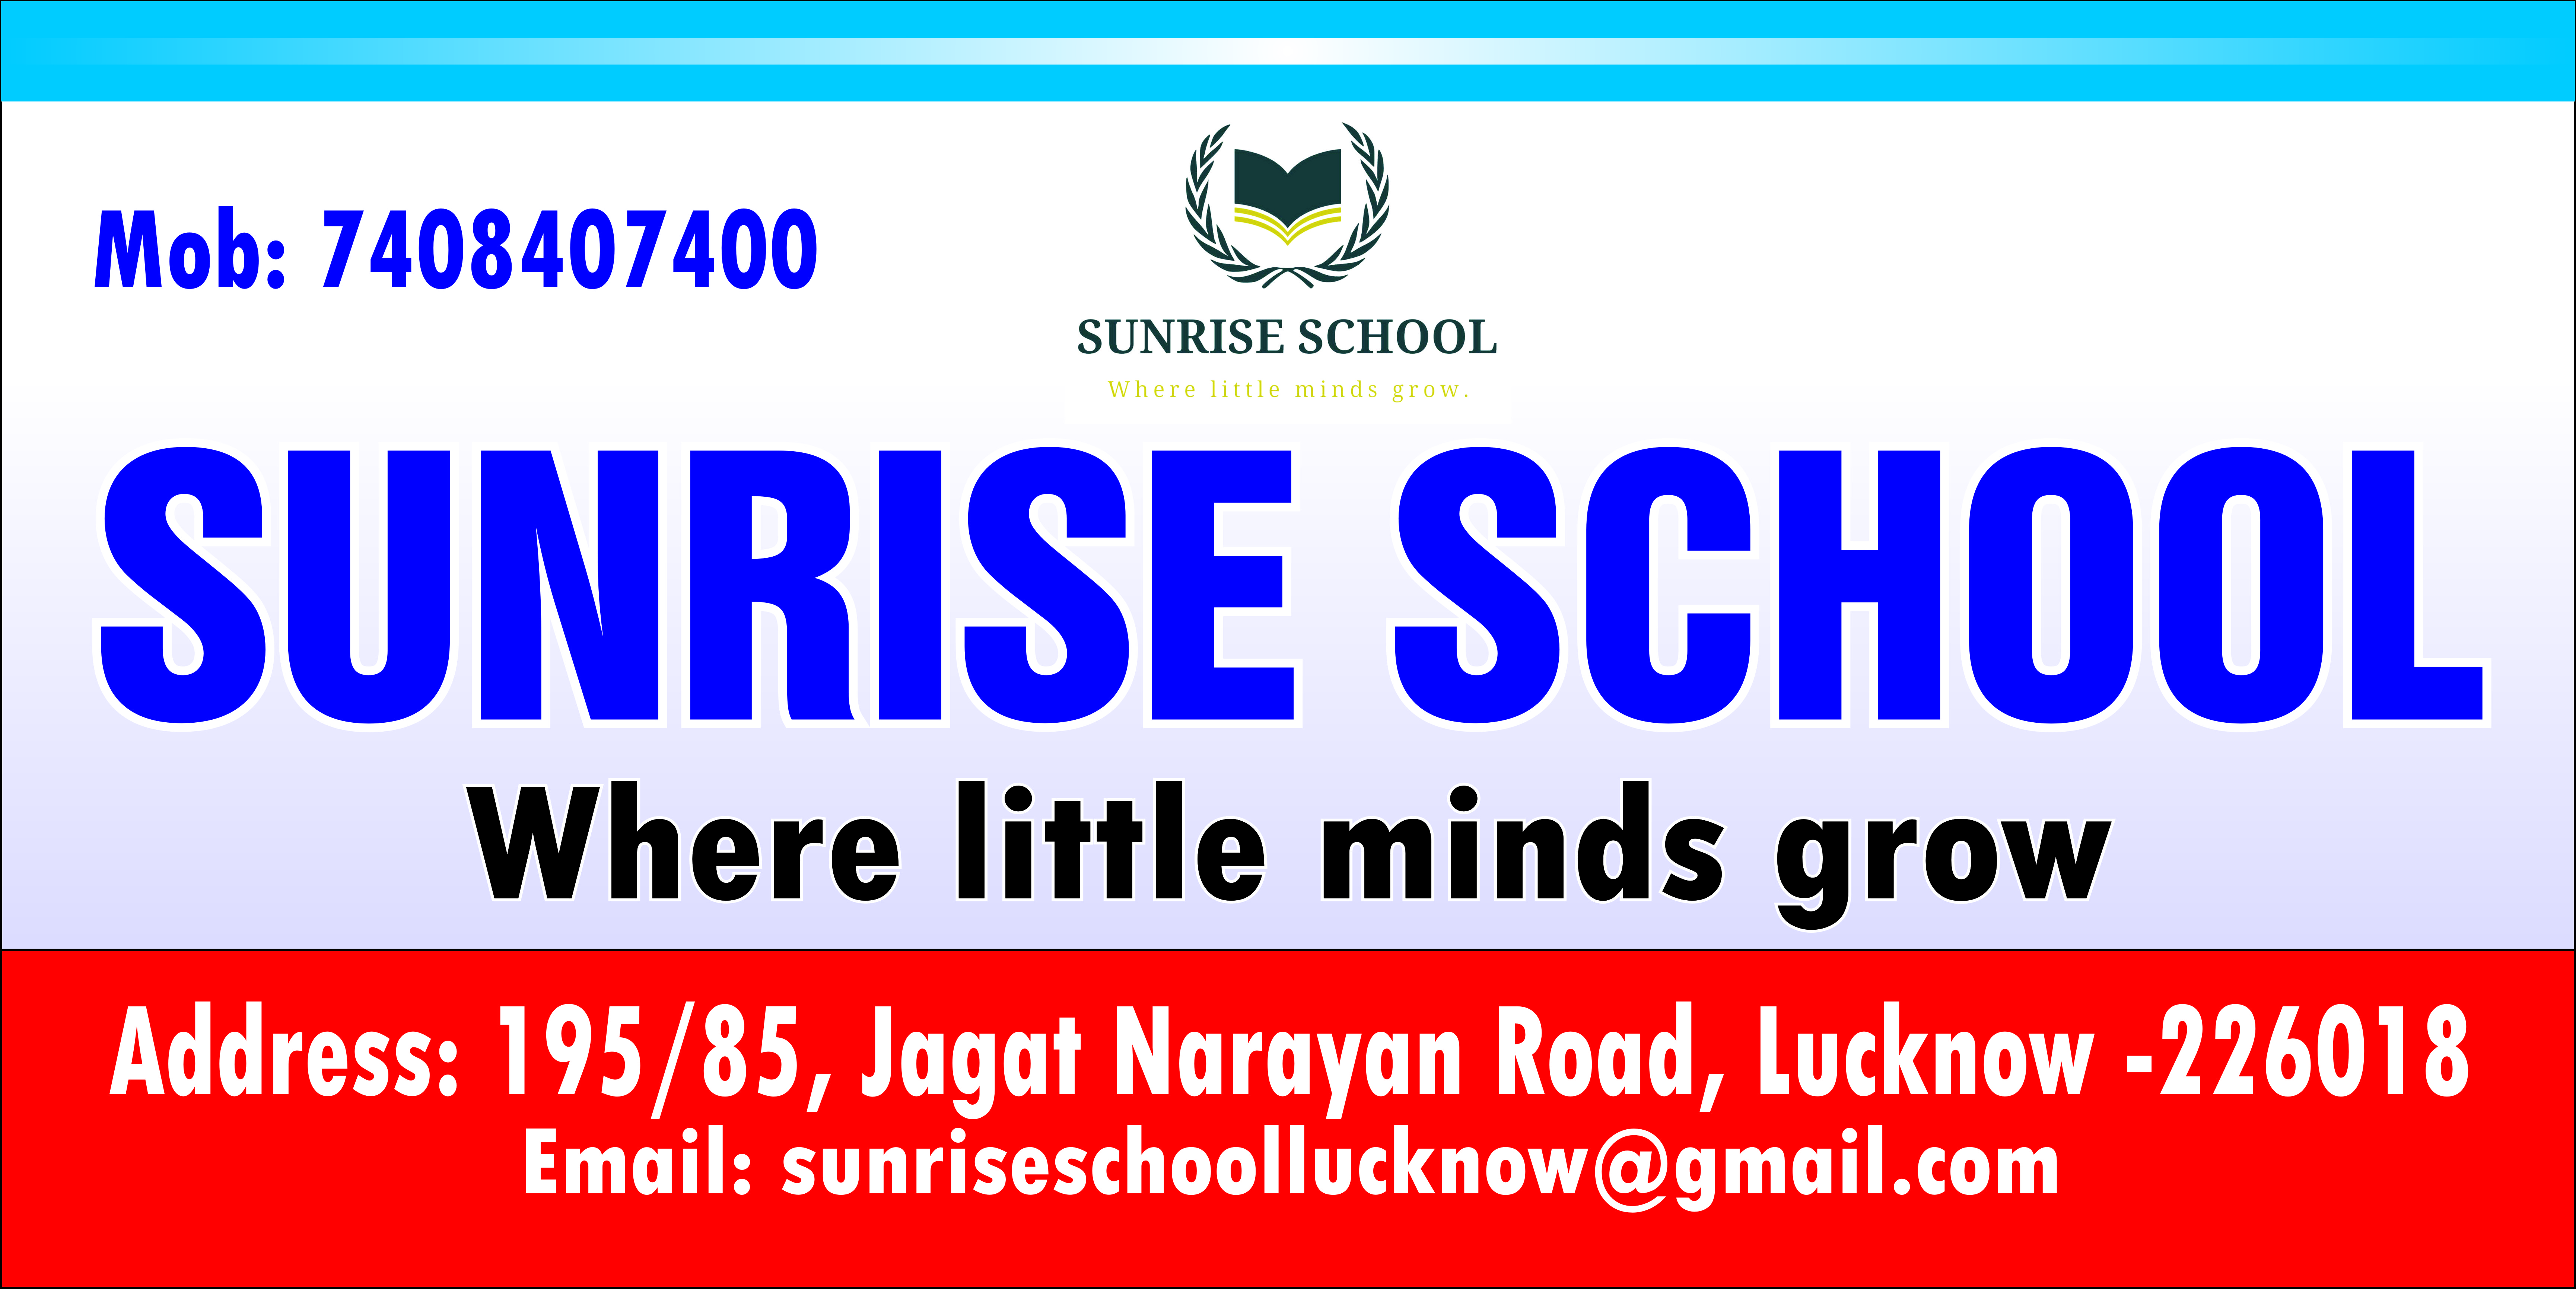 Mob: 7408407400
SUNRISE SCHOOL
Where little minds grow.
SUNRISE SCHOOL
Where little minds grow
Address: 195/85, Jagat Narayan Road, Lucknow -226018
Email: sunriseschoollucknow@gmail.com